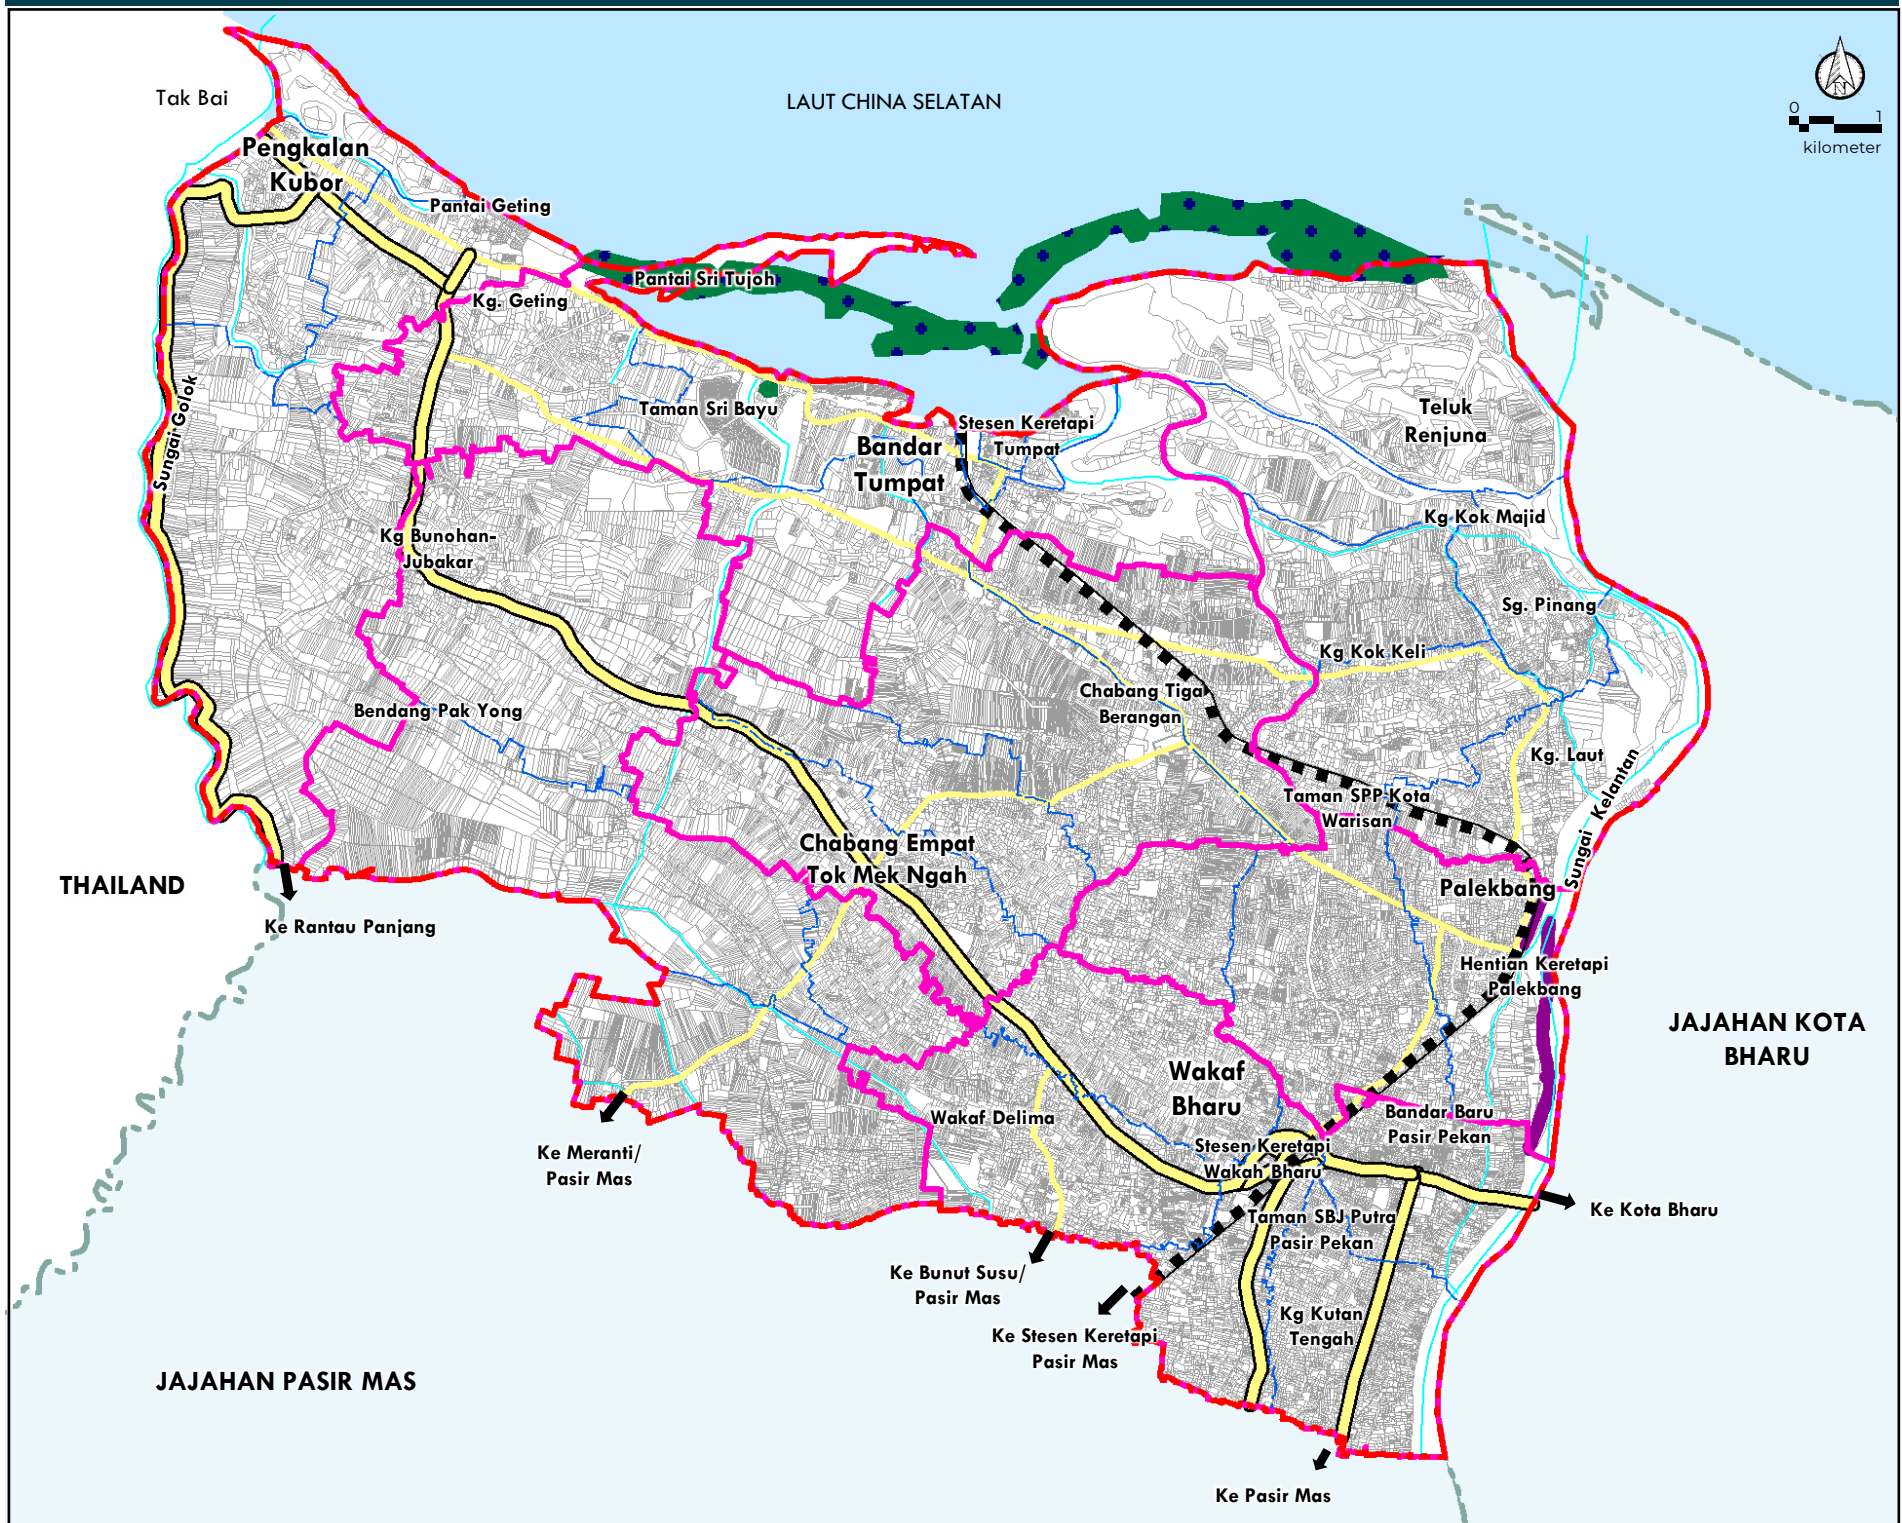 Tak Bai
LAUT CHINA SELATAN
N
0
1
kilometer
Pengkalan
Kubor
Pantai Geting
Kg. Geting
Pantai Sri Tujoh
Sungai Golok
Taman Sri Bayu
Stesen Keretapi
Tumpat
Bandar
Tumpat
Teluk
Renjuna
Kg Kok Majid
Kg Bunohan-
Jubakar
Sg. Pinang
Kg Kok Keli
Chabang Tiga
Berangan
Bendang Pak Yong
Kg. Laut
Sungai Kelantan
Taman SPP Kota
Warisan
Chabang Empat
Tok Mek Ngah
THAILAND
Palekbang
Ke Rantau Panjang
Hentian Keretapi
Palekbang
JAJAHAN KOTA
BHARU
Wakaf
Bharu
Wakaf Delima
Bandar Baru
Pasir Pekan
Ke Meranti/
Pasir Mas
Stesen Keretapi
Wakah Bharu
Ke Kota Bharu
Taman SBJ Putra
Pasir Pekan
Ke Bunut Susu/
Pasir Mas
Kg Kutan
Tengah
Ke Stesen Keretapi
Pasir Mas
JAJAHAN PASIR MAS
Ke Pasir Mas